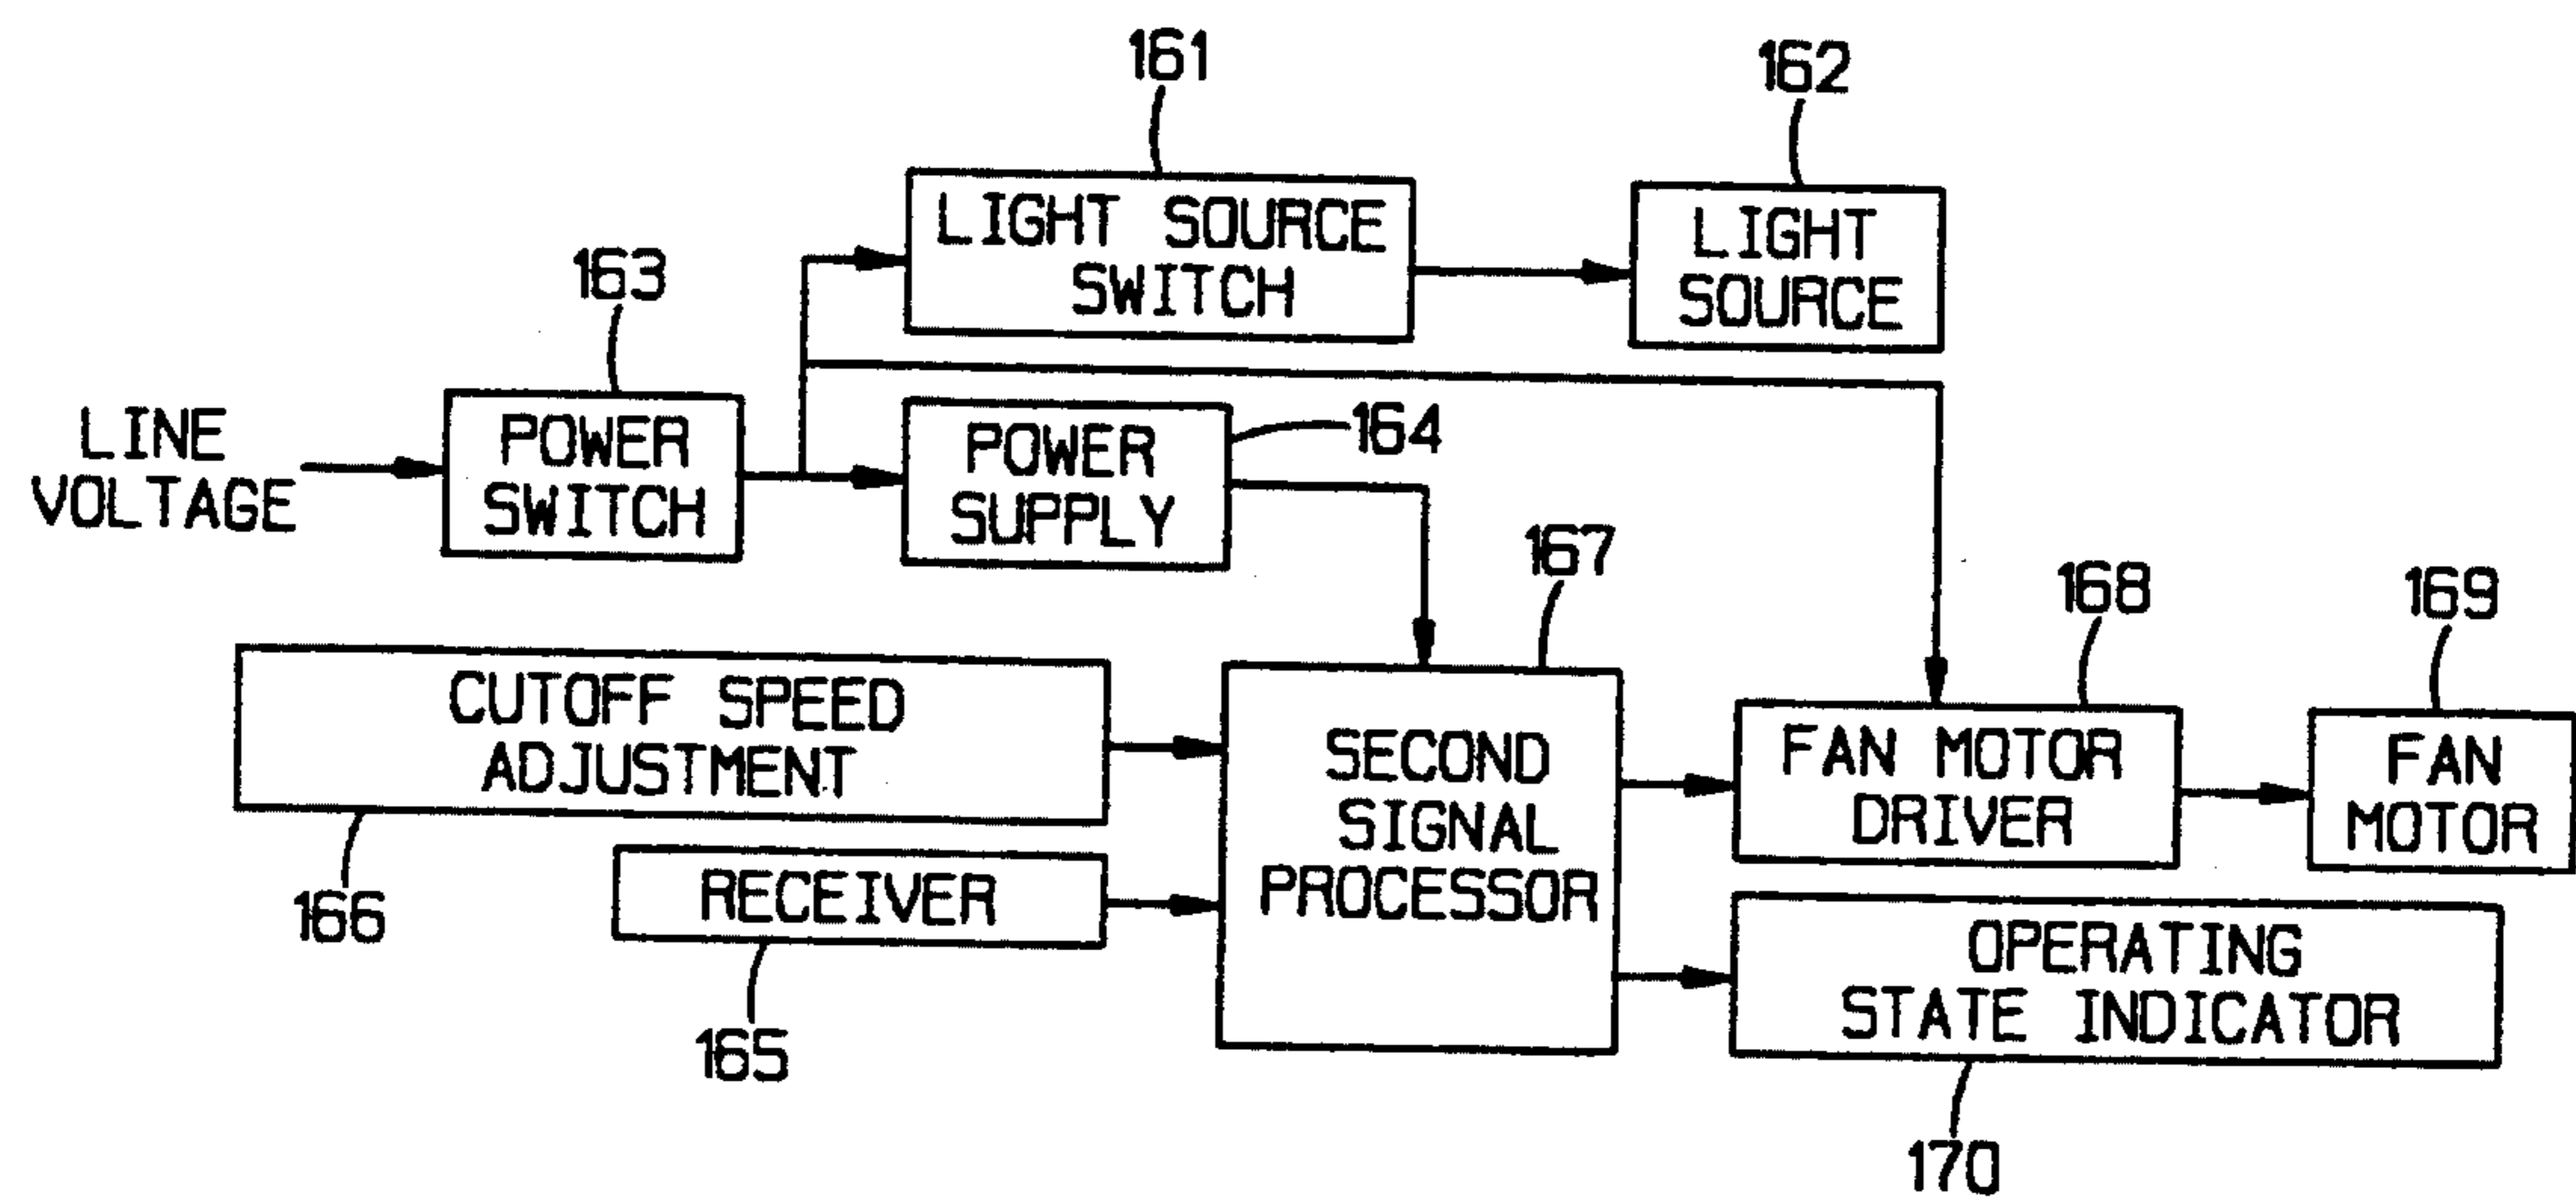 161
162
LIGHT SOURCE
SWITCH
LIGHT
SOURCE
163
LINE
VOLTAGE
POWER
SWITCH
POWER
SUPPLY
164
167
168
169
CUTOFF SPEED
ADJUSTMENT
166
RECEIVER
165
SECOND
SIGNAL
PROCESSOR
FAN MOTOR
DRIVER
FAN
MOTOR
OPERATING
STATE INDICATOR
170